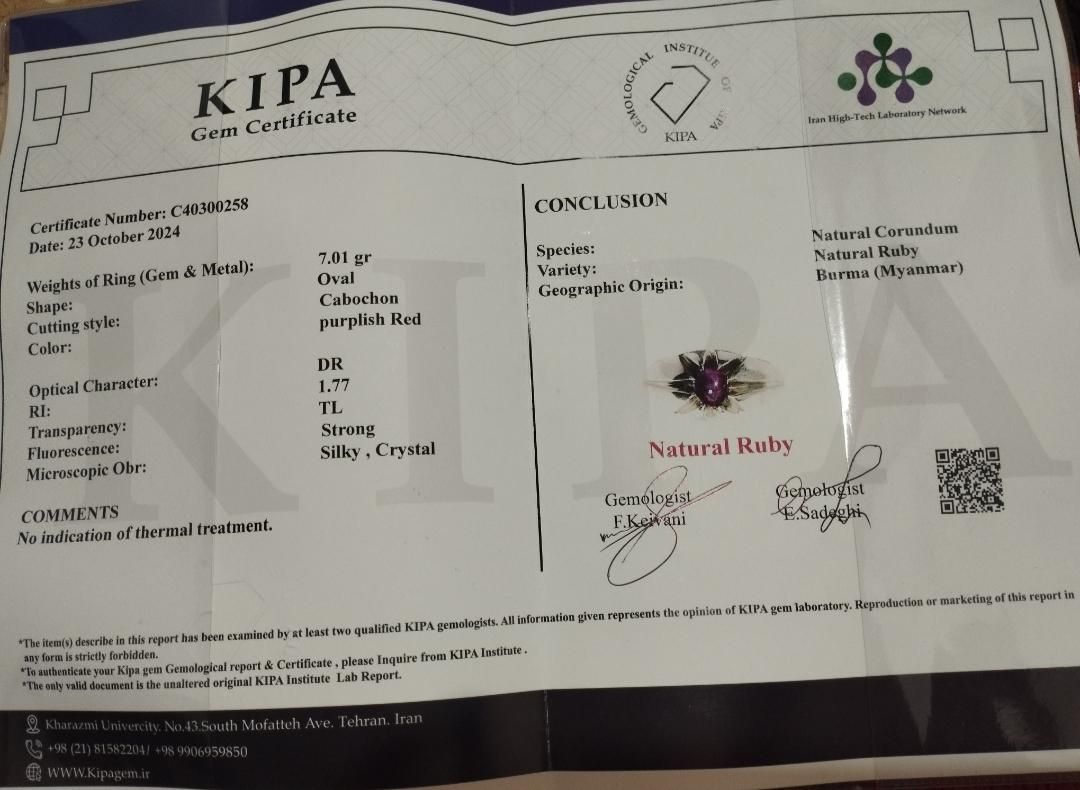 KIPA
Gem Certificate
GEMOLOGICAL INSTITUE OF KIPA
KIPA
Iran High-Tech Laboratory Network
Certificate Number: C40300258
Date: 23 October 2024
Weights of Ring (Gem & Metal): 7.01 gr
Shape: Oval
Cutting style: Cabochon
Color: purplish Red
Optical Character: DR
RI: 1.77
Transparency: TL
Fluorescence: Strong
Microscopic Obr: Silky , Crystal
COMMENTS
No indication of thermal treatment.
CONCLUSION
Species: Natural Corundum
Variety: Natural Ruby
Geographic Origin: Burma (Myanmar)
Natural Ruby
Gemologist
F.Keivani
Gemologist
E.Sadeghi
*The item(s) describe in this report has been examined by at least two qualified KIPA gemologists. All information given represents the opinion of KIPA gem laboratory. Reproduction or marketing of this report in
any form is strictly forbidden.
*To authenticate your Kipa gem Gemological report & Certificate , please Inquire from KIPA Institute .
*The only valid document is the unaltered original KIPA Institute Lab Report.
Kharazmi Univercity. No.43.South Mofatteh Ave. Tehran. Iran
+98 (21) 81582204/ +98 9906959850
WWW.Kipagem.ir
KIPA